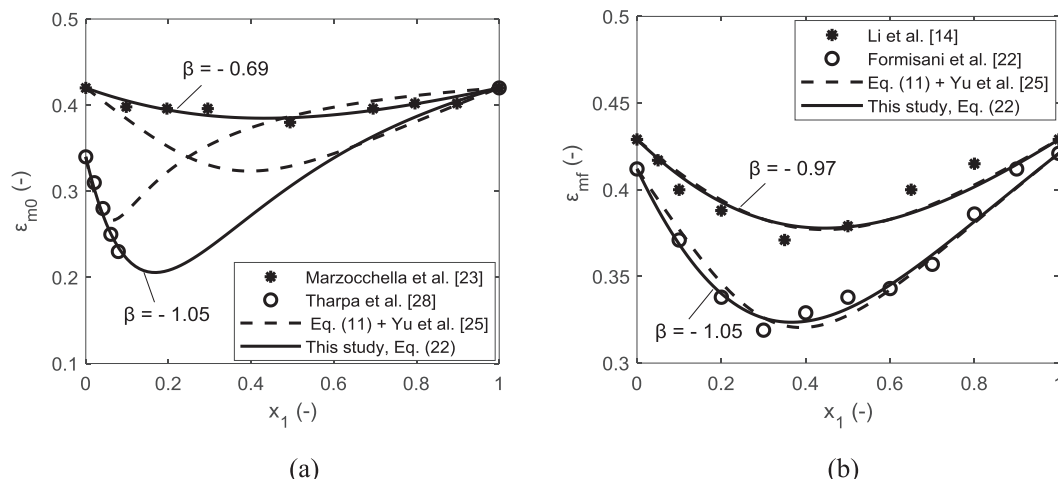 0.5
0.4
0.3
0.2
0.1
ε_m0 (-)
β = - 0.69
β = - 1.05
Marzocchella et al. [23]
Tharpa et al. [28]
Eq. (11) + Yu et al. [25]
This study, Eq. (22)
0 0.2 0.4 0.6 0.8 1
x_1 (-)
(a)
0.5
0.45
0.4
0.35
0.3
ε_mf (-)
Li et al. [14]
Formisani et al. [22]
Eq. (11) + Yu et al. [25]
This study, Eq. (22)
β = - 0.97
β = - 1.05
0 0.2 0.4 0.6 0.8 1
x_1 (-)
(b)